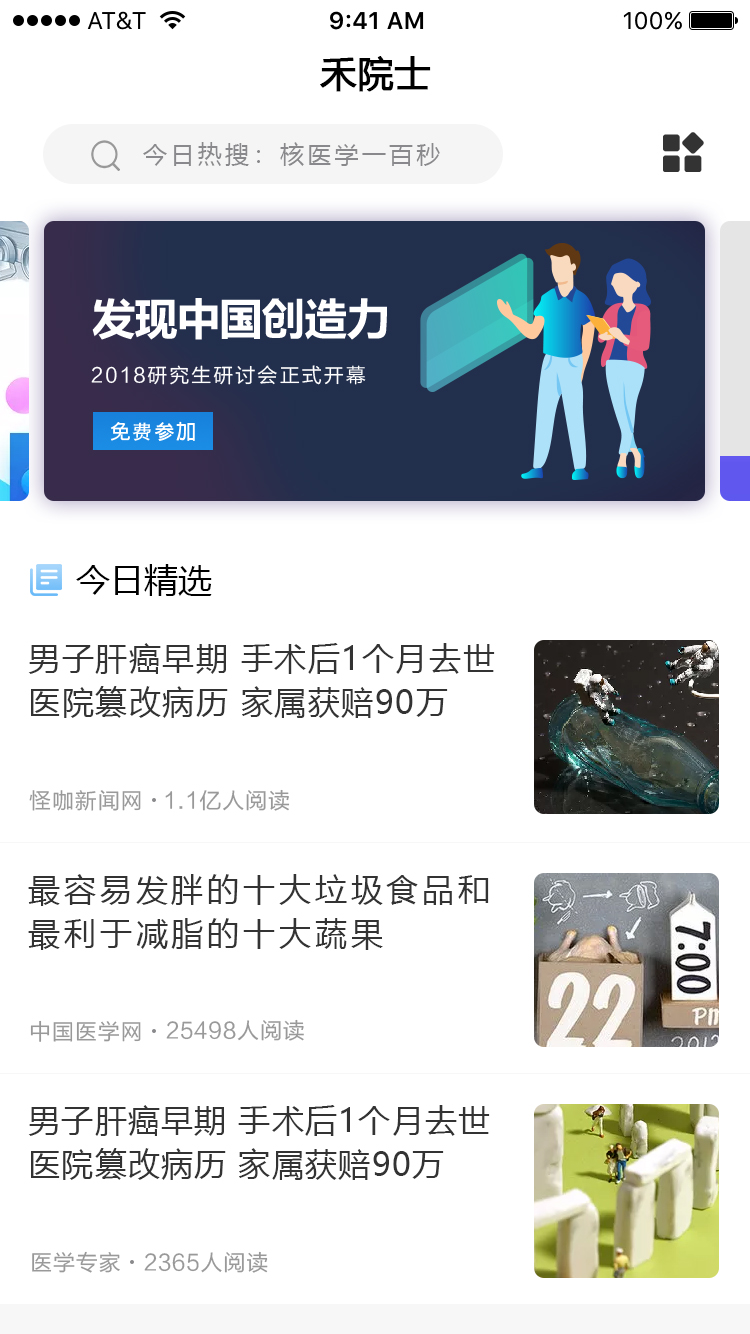 AT&T 9:41 AM 100%
禾院士
今日热搜：核医学一百秒
发现中国创造力
2018研究生研讨会正式开幕
免费参加
今日精选
男子肝癌早期 手术后1个月去世
医院篡改病历 家属获赔90万
怪咖新闻网·1.1亿人阅读
最容易发胖的十大垃圾食品和
最利于减脂的十大蔬果
中国医学网·25498人阅读
22
7:00
男子肝癌早期 手术后1个月去世
医院篡改病历 家属获赔90万
医学专家·2365人阅读